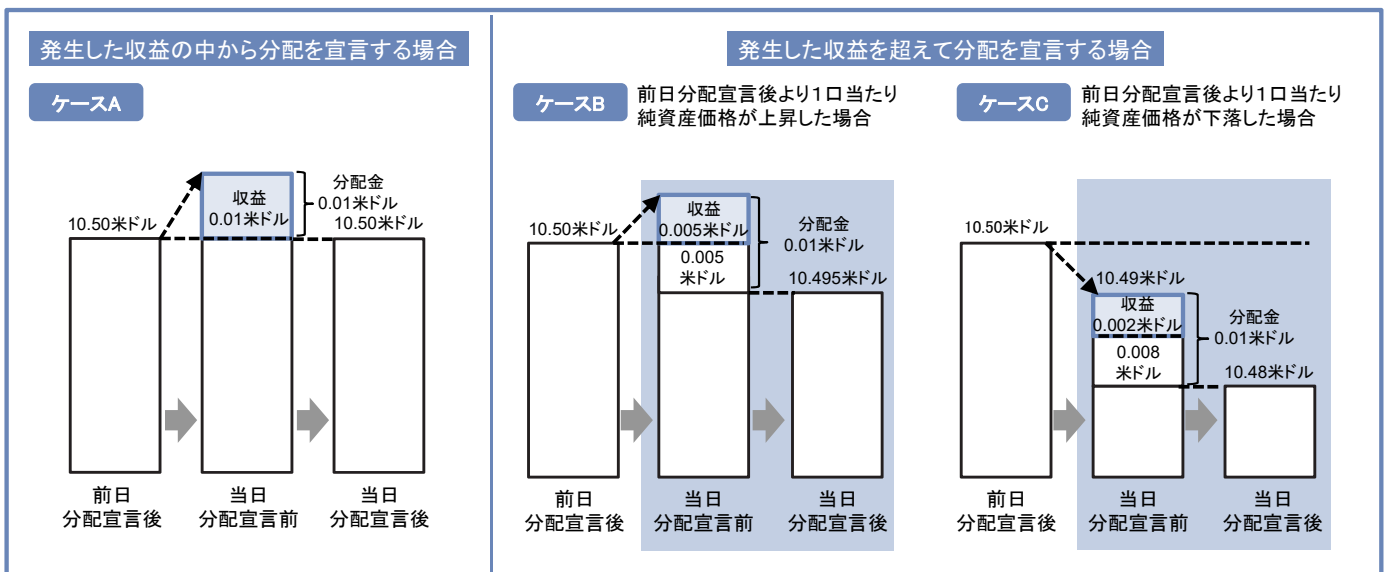 発生した収益の中から分配を宣言する場合
ケースA
10.50米ドル
収益
0.01米ドル
分配金
0.01米ドル
10.50米ドル
前日
分配宣言後
当日
分配宣言前
当日
分配宣言後
発生した収益を超えて分配を宣言する場合
ケースB
前日分配宣言後より1口当たり
純資産価格が上昇した場合
10.50米ドル
収益
0.005米ドル
0.005
米ドル
分配金
0.01米ドル
10.495米ドル
前日
分配宣言後
当日
分配宣言前
当日
分配宣言後
ケースC
前日分配宣言後より1口当たり
純資産価格が下落した場合
10.50米ドル
10.49米ドル
収益
0.002米ドル
0.008
米ドル
分配金
0.01米ドル
10.48米ドル
前日
分配宣言後
当日
分配宣言前
当日
分配宣言後